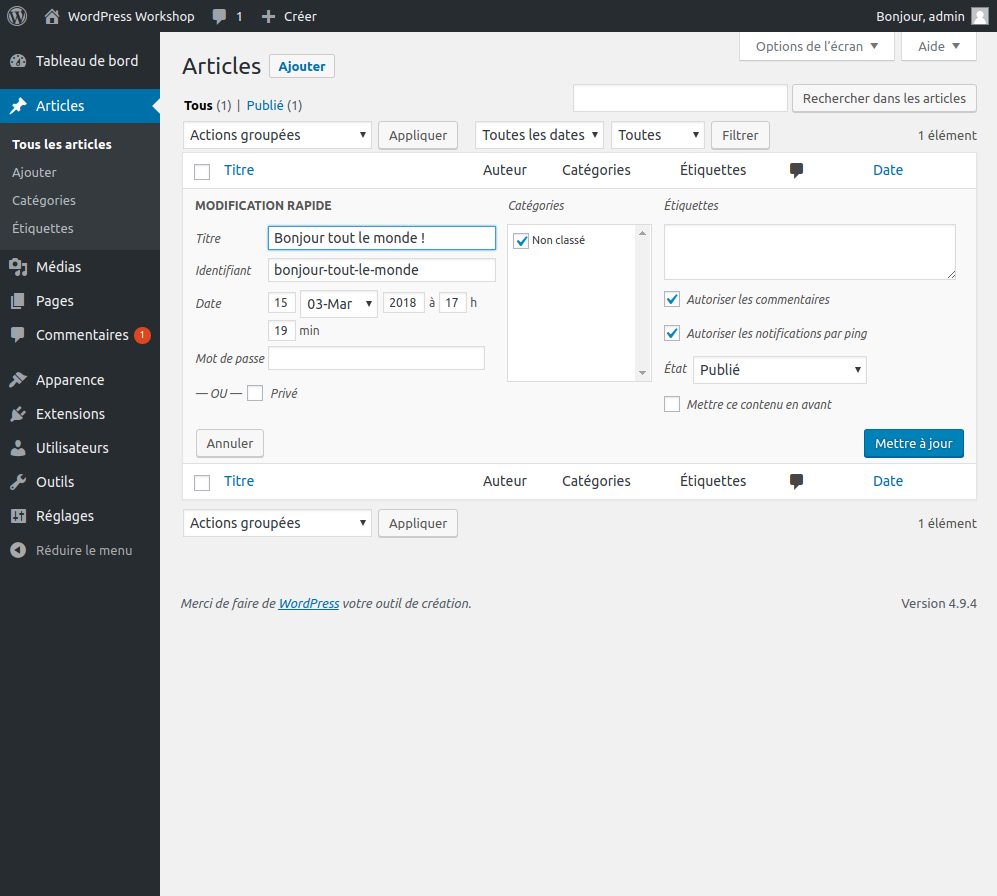 WordPress Workshop 1 Créer Bonjour, admin
Tableau de bord
Articles
Tous les articles
Ajouter
Catégories
Étiquettes
Médias
Pages
Commentaires 1
Apparence
Extensions
Utilisateurs
Outils
Réglages
Réduire le menu
Options de l'écran Aide
Articles Ajouter
Tous (1) | Publié (1)
Rechercher dans les articles
Actions groupées Appliquer Toutes les dates Toutes Filtrer 1 élément
Titre Auteur Catégories Étiquettes Date
MODIFICATION RAPIDE
Titre Bonjour tout le monde !
Identifiant bonjour-tout-le-monde
Date 15 03-Mar 2018 à 17 h
19 min
Mot de passe
— OU — Privé
Catégories
Non classé
Étiquettes
Autoriser les commentaires
Autoriser les notifications par ping
État Publié
Mettre ce contenu en avant
Annuler Mettre à jour
Titre Auteur Catégories Étiquettes Date
Actions groupées Appliquer 1 élément
Merci de faire de WordPress votre outil de création. Version 4.9.4